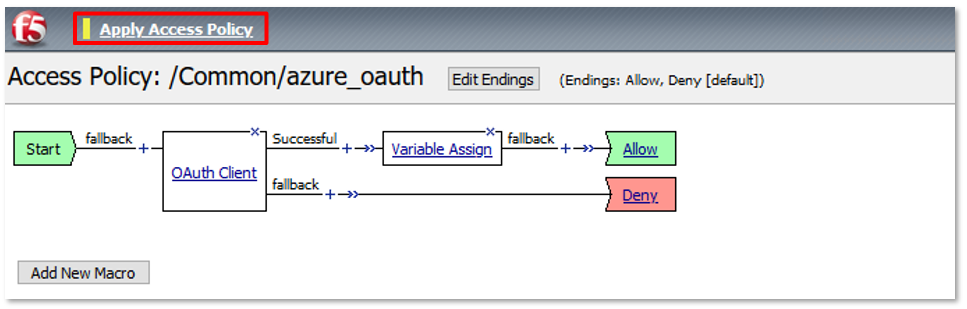 f5 Apply Access Policy
Access Policy: /Common/azure_oauth Edit Endings (Endings: Allow, Deny [default])
Start fallback + OAuth Client x Successful + Variable Assign x fallback + Allow
fallback + Deny
Add New Macro